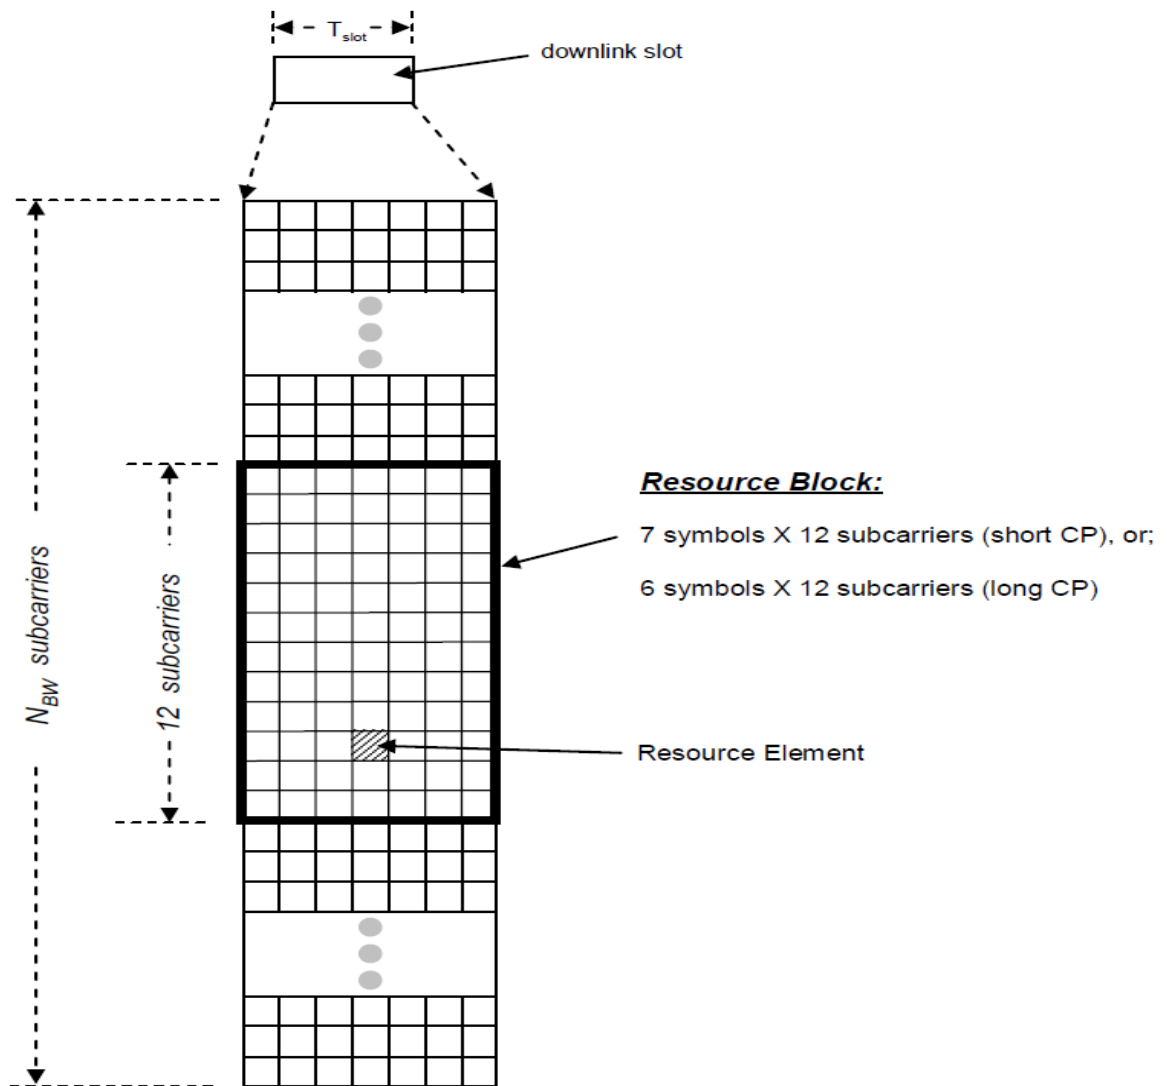 T_slot
downlink slot
N_BW subcarriers
12 subcarriers
Resource Block:
7 symbols X 12 subcarriers (short CP), or;
6 symbols X 12 subcarriers (long CP)
Resource Element